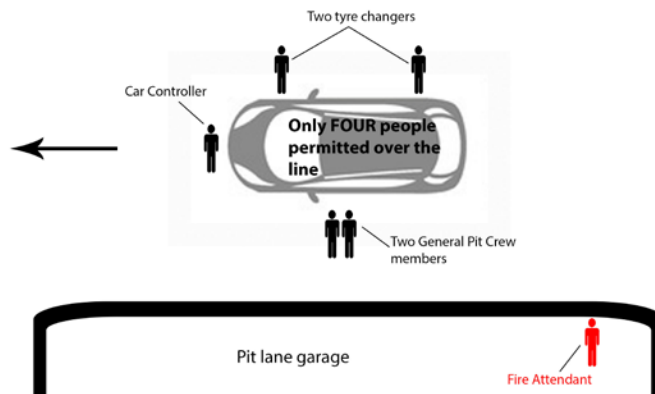 Two tyre changers
Car Controller
Only FOUR people
permitted over the
line
Two General Pit Crew
members
Pit lane garage
Fire Attendant